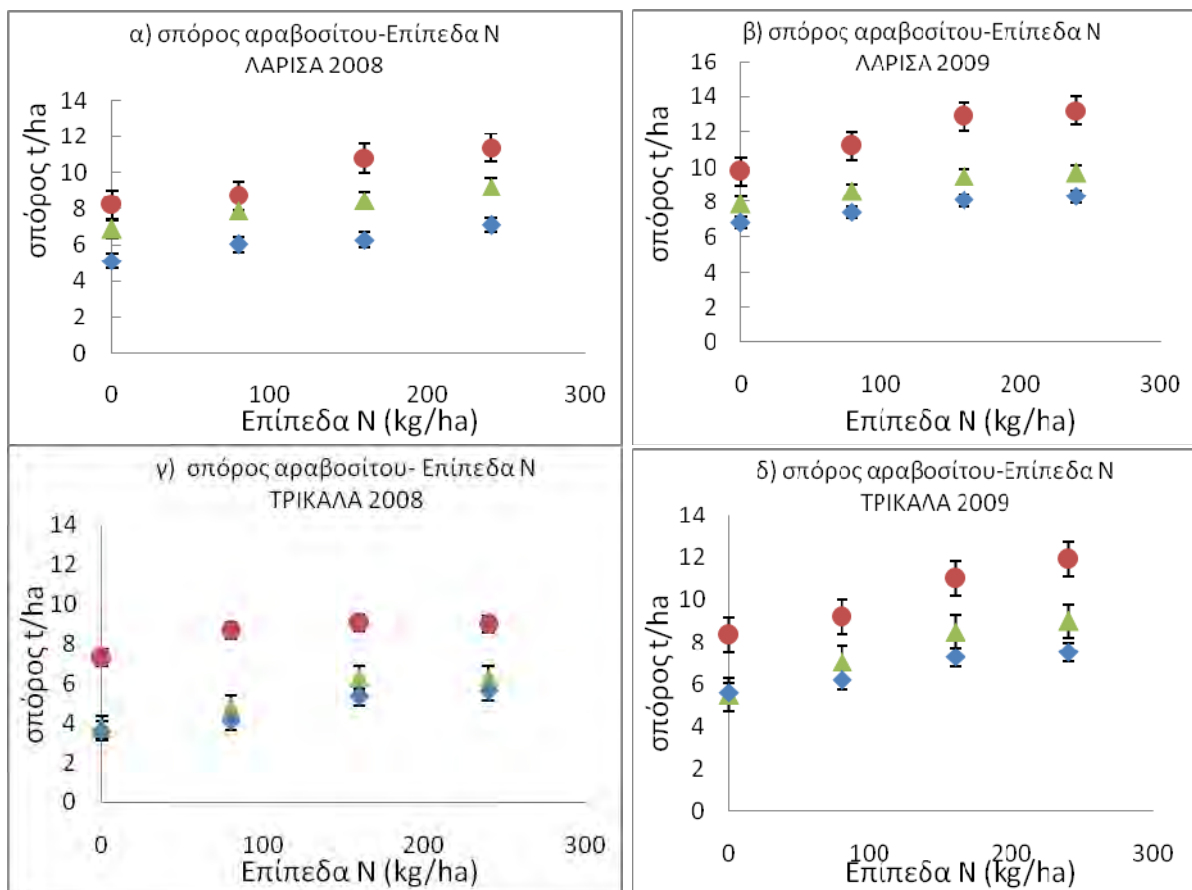 α) σπόρος αραβοσίτου-Επίπεδα Ν
ΛΑΡΙΣΑ 2008
σπόρος t/ha
14
12
10
8
6
4
2
0
0 100 200 300
Επίπεδα Ν (kg/ha)
β) σπόρος αραβοσίτου-Επίπεδα Ν
ΛΑΡΙΣΑ 2009
σπόρος t/ha
16
14
12
10
8
6
4
2
0
0 100 200 300
Επίπεδα Ν (kg/ha)
γ) σπόρος αραβοσίτου- Επίπεδα Ν
ΤΡΙΚΑΛΑ 2008
σπόρος t/ha
14
12
10
8
6
4
2
0
0 100 200 300
Επίπεδα Ν (kg/ha)
δ) σπόρος αραβοσίτου-Επίπεδα Ν
ΤΡΙΚΑΛΑ 2009
σπόρος t/ha
14
12
10
8
6
4
2
0
0 100 200 300
Επίπεδα Ν (kg/ha)